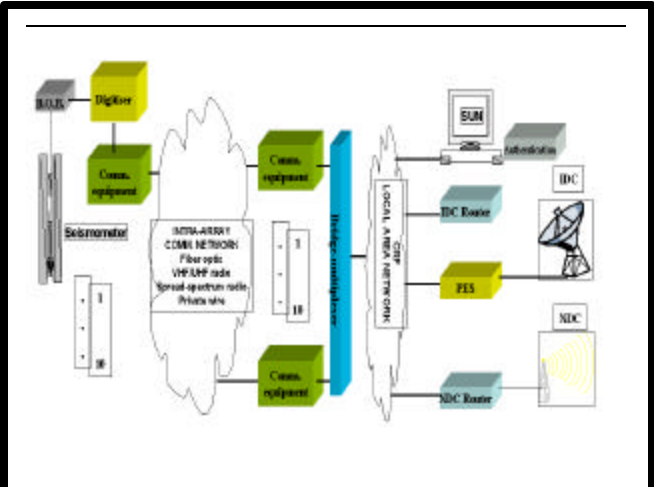 D.O.B.
Digitiser
Comm.
equipment
Seismometer
1
10
INTRA-ARRAY
COMM. NETWORK
Fiber optic
VHF/UHF radio
Spread-spectrum radio
Private wire
Comm.
equipment
1
10
Comm.
equipment
Bridge multiplexer
CRF
LOCAL AREA NETWORK
SUN
Authentication
IDC
IDC Router
PES
NDC
NDC Router